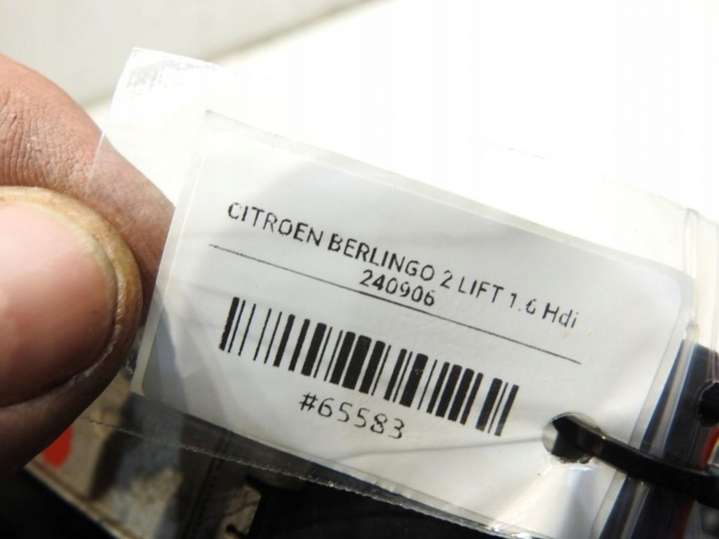 CITROEN BERLINGO 2 LIFT 1.6 Hdi
240906
#65583